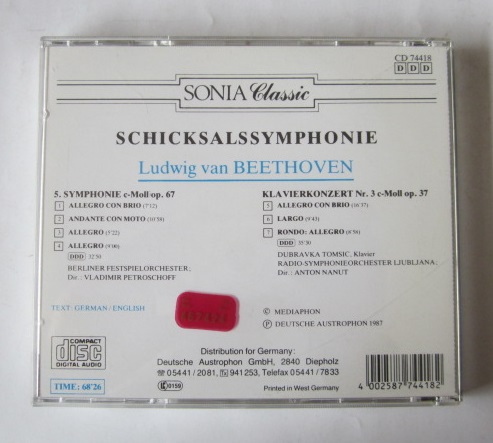 CD 74418
DDD
SONIA Classic
SCHICKSALSSYMPHONIE
Ludwig van BEETHOVEN
5. SYMPHONIE c-Moll/op. 67
1 ALLEGRO CON BRIO (7'12)
2 ANDANTE CON MOTO (10'59)
3 ALLEGRO (5'22)
4 ALLEGRO (9'00)
DDD 32'50
BERLINER FESTSPIELORCHESTER;
Dir.: VLADIMIR PETROSCHOFF
KLAVIERKONZERT Nr. 3 c-Moll op. 37
5 ALLEGRO CON BRIO (16'37)
6 LARGO (9'43)
7 RONDO: ALLEGRO (8'59)
DDD 35'30
DUBRAVKA TOMSIC, Klavier
RADIO-SYMPHONIEORCHESTER LJUBLJANA;
Dir.: ANTON NANUT
TEXT: GERMAN / ENGLISH
© MEDIAPHON
Ⓟ DEUTSCHE AUSTROPHON 1987
COMPACT
disc
DIGITAL AUDIO
TIME: 68'26
Distribution for Germany:
Deutsche Austrophon GmbH, 2840 Diepholz
☎ 05441 / 2081, 941253, Telefax 05441 / 7833
LC 0159
Printed in West Germany
4 002587 744182